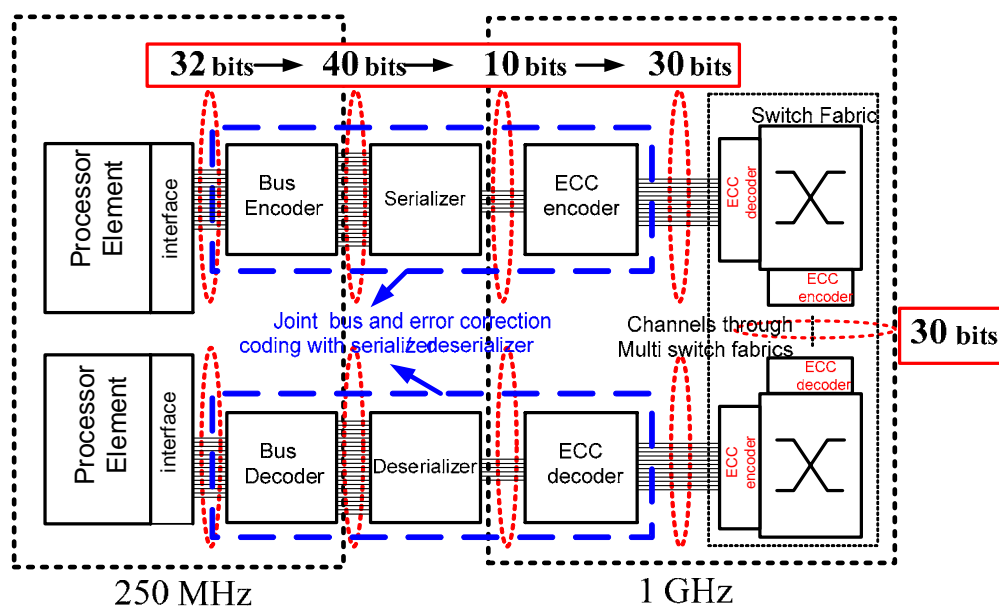 32 bits 40 bits 10 bits 30 bits
Switch Fabric
Processor
Element
interface
Bus
Encoder
Serializer
ECC
encoder
ECC
decoder
ECC
encoder
Joint bus and error correction
coding with serializer/deserializer
Channels through
Multi switch fabrics
30 bits
Processor
Element
interface
Bus
Decoder
Deserializer
ECC
decoder
ECC
encoder
ECC
decoder
250 MHz
1 GHz